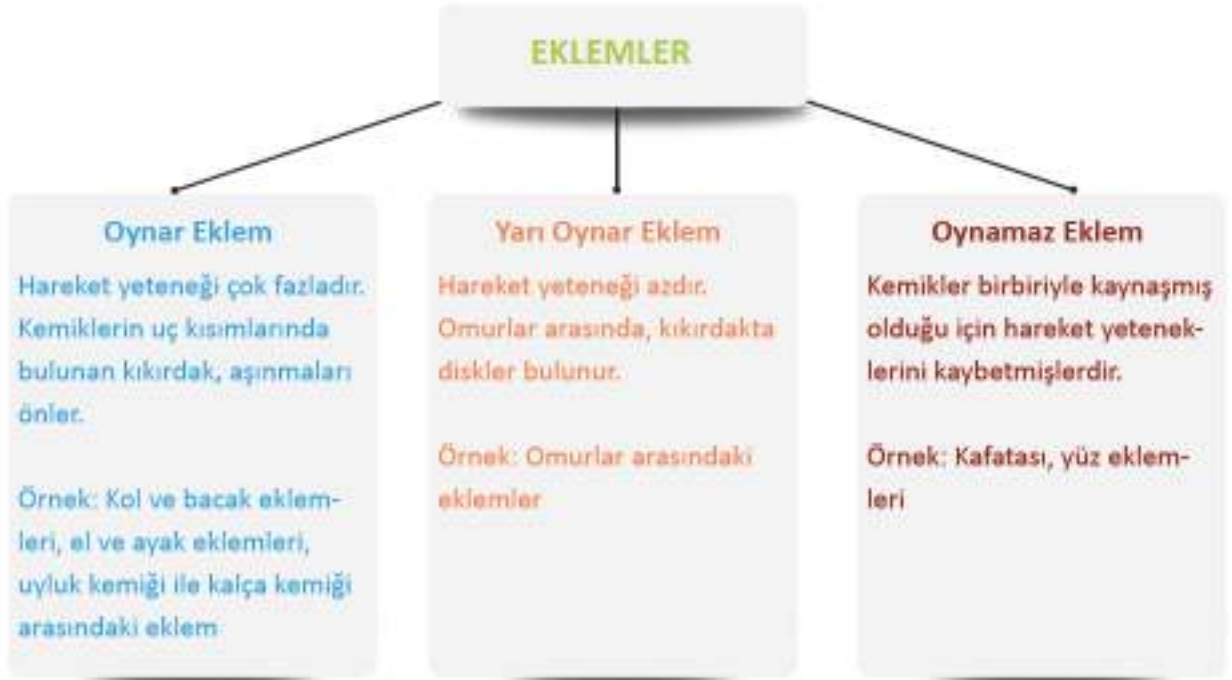 EKLEMLER
Oynar Eklem
Hareket yeteneği çok fazladır.
Kemiklerin uç kısımlarında
bulunan kıkırdak, aşınmaları
önler.
Örnek: Kol ve bacak eklem-
leri, el ve ayak eklemleri,
uyluk kemiği ile kalça kemiği
arasındaki eklem
Yarı Oynar Eklem
Hareket yeteneği azdır.
Omurlar arasında, kıkırdakta
diskler bulunur.
Örnek: Omurlar arasındaki
eklemler
Oynamaz Eklem
Kemikler birbiriyle kaynaşmış
olduğu için hareket yetenek-
lerini kaybetmişlerdir.
Örnek: Kafatası, yüz eklem-
leri